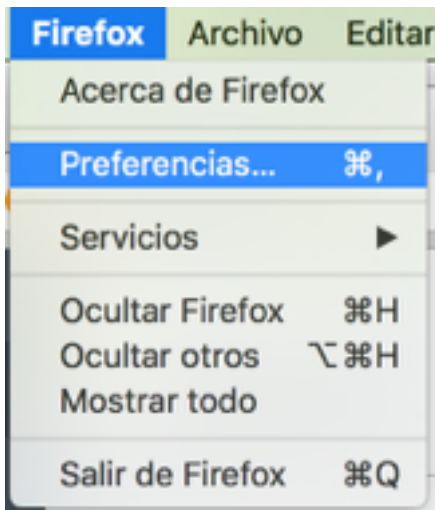 Firefox Archivo Editar
Acerca de Firefox
Preferencias... ⌘,
Servicios ▶
Ocultar Firefox ⌘H
Ocultar otros ⌥⌘H
Mostrar todo
Salir de Firefox ⌘Q